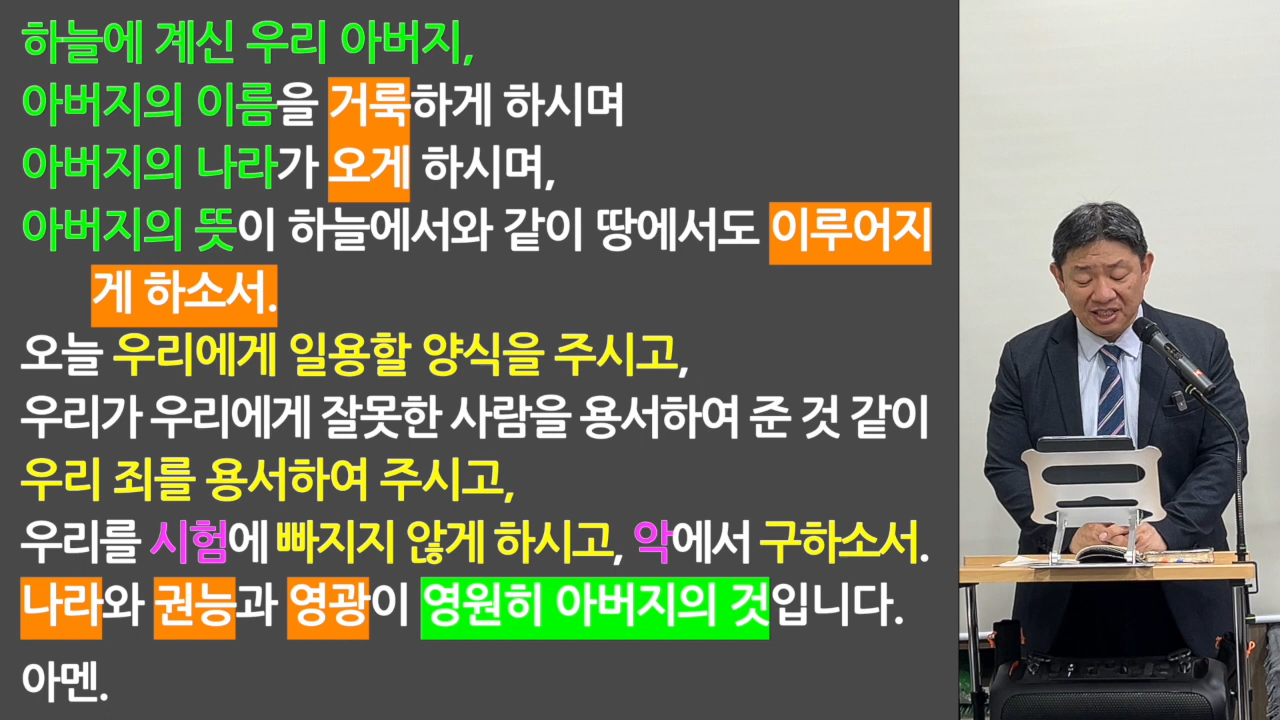 하늘에 계신 우리 아버지,
아버지의 이름을 거룩하게 하시며
아버지의 나라가 오게 하시며,
아버지의 뜻이 하늘에서와 같이 땅에서도 이루어지
게 하소서.
오늘 우리에게 일용할 양식을 주시고,
우리가 우리에게 잘못한 사람을 용서하여 준 것 같이
우리 죄를 용서하여 주시고,
우리를 시험에 빠지지 않게 하시고, 악에서 구하소서.
나라와 권능과 영광이 영원히 아버지의 것입니다.
아멘.